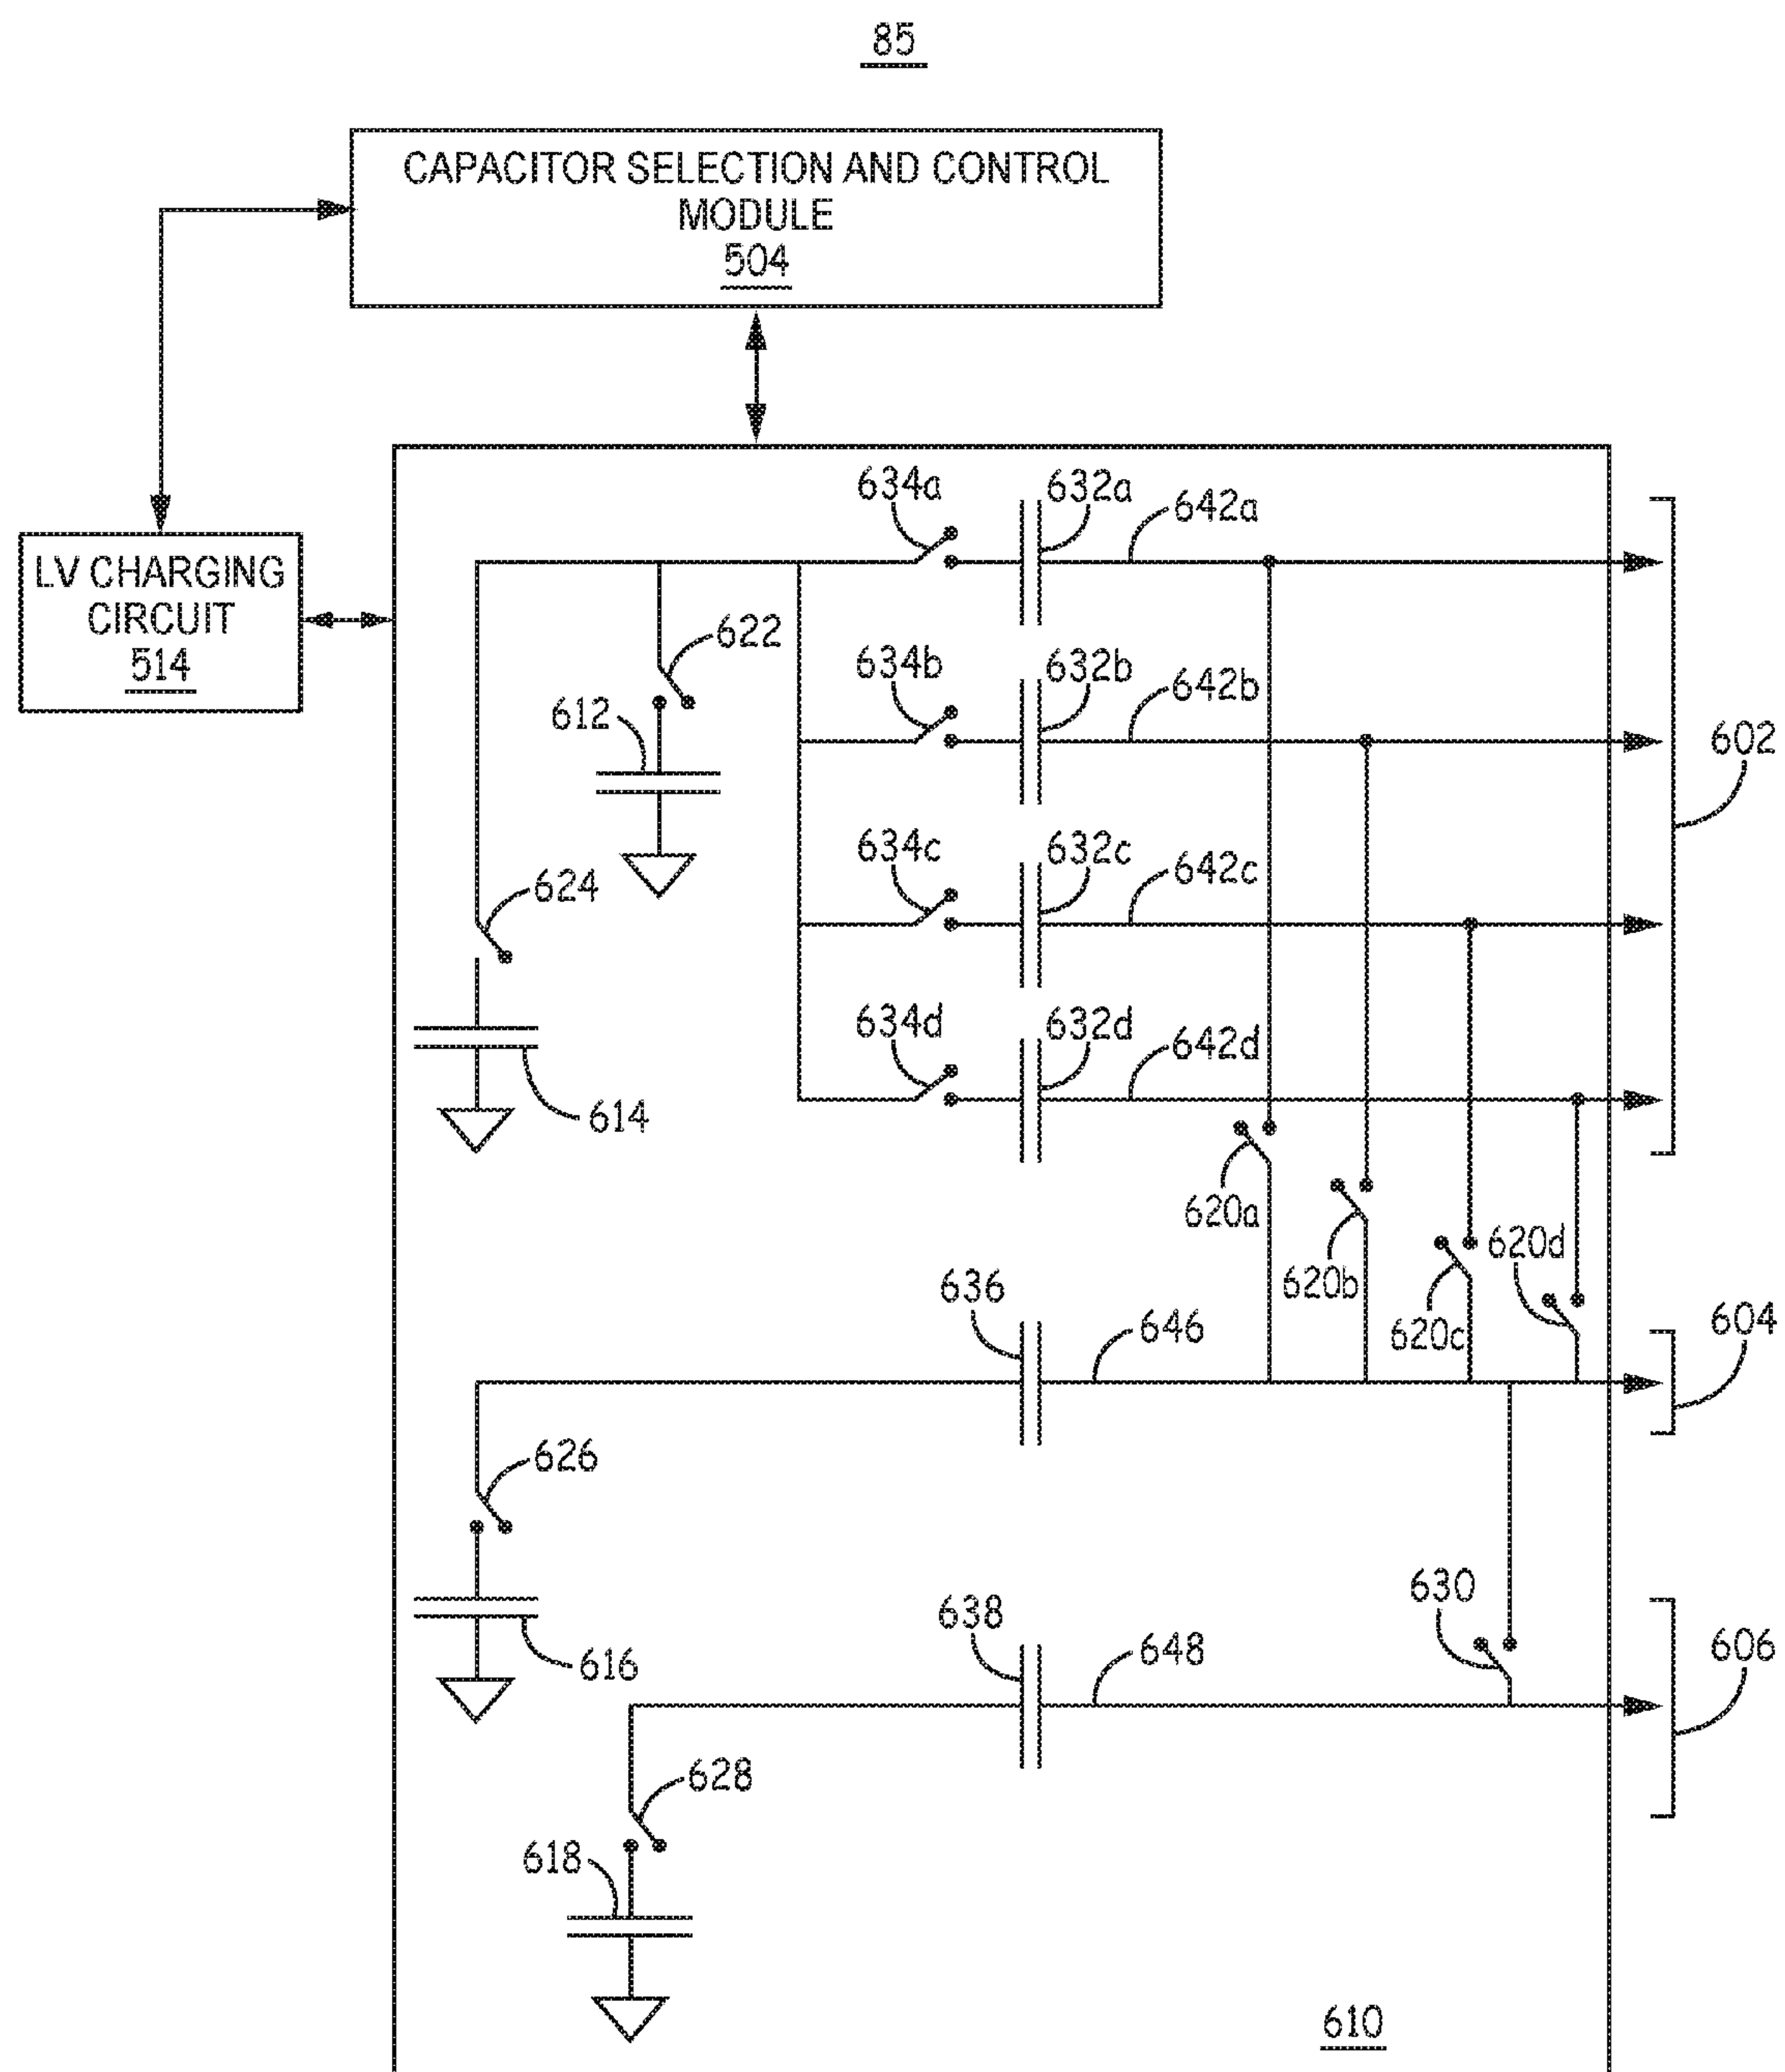 85
CAPACITOR SELECTION AND CONTROL
MODULE
504
LV CHARGING
CIRCUIT
514
634a
632a
642a
622
612
634b
632b
642b
602
624
634c
632c
642c
614
634d
632d
642d
620a
620b
620c
620d
636
646
604
626
616
638
648
630
606
628
618
610